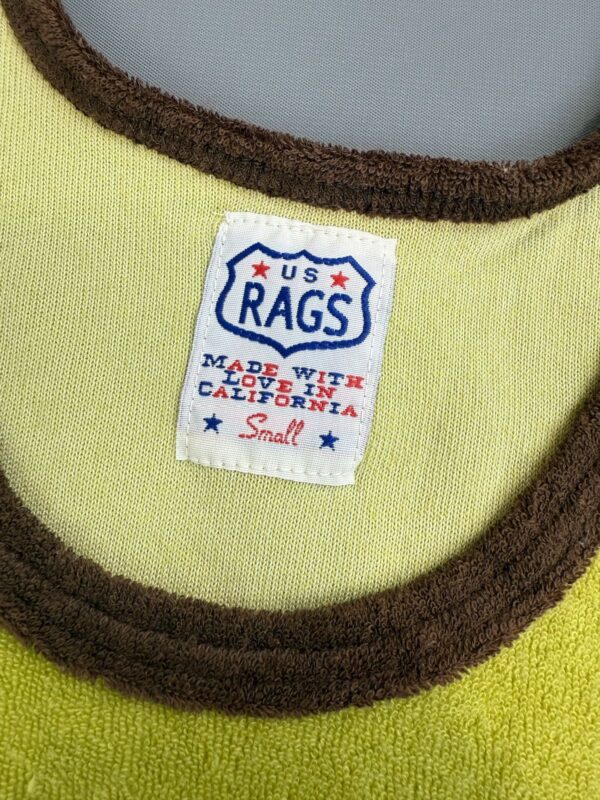 US
RAGS
MADE WITH
LOVE IN
CALIFORNIA
Small